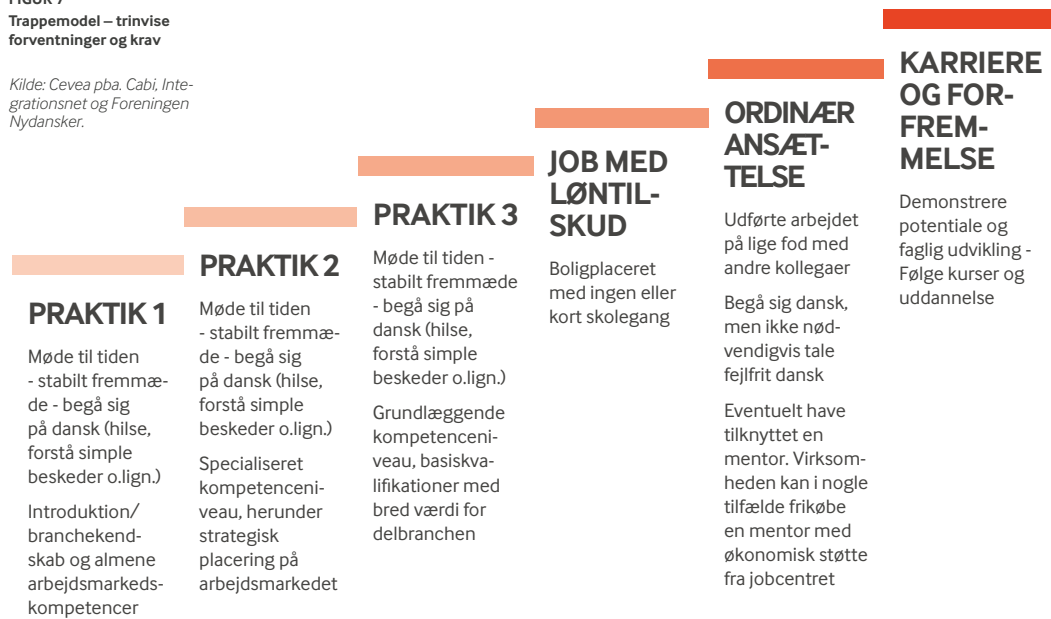 FIGUR 7
Trappemodel – trinvise
forventninger og krav
Kilde: Cevea pba. Cabi, Inte-
grationsnet og Foreningen
Nydansker.
PRAKTIK 1
Møde til tiden
- stabilt fremmæ-
de - begå sig
på dansk (hilse,
forstå simple
beskeder o.lign.)
Introduktion/
branchekend-
skab og almene
arbejdsmarkeds-
kompetencer
PRAKTIK 2
Møde til tiden
- stabilt fremmæ-
de - begå sig
på dansk (hilse,
forstå simple
beskeder o.lign.)
Specialiseret
kompetenceni-
veau, herunder
strategisk
placering på
arbejdsmarkedet
PRAKTIK 3
Møde til tiden -
stabilt fremmæde
- begå sig på
dansk (hilse,
forstå simple
beskeder o.lign.)
Grundlæggende
kompetenceni-
veau, basiskva-
lifikationer med
bred værdi for
delbranchen
JOB MED
LØNTIL-
SKUD
Boligplaceret
med ingen eller
kort skolegang
ORDINÆR
ANSÆT-
TELSE
Udførte arbejdet
på lige fod med
andre kollegaer
Begå sig dansk,
men ikke nød-
vendigvis tale
fejlfrit dansk
Eventuelt have
tilknyttet en
mentor. Virksom-
heden kan i nogle
tilfælde frikøbe
en mentor med
økonomisk støtte
fra jobcentret
KARRIERE
OG FOR-
FREM-
MELSE
Demonstrere
potentiale og
faglig udvikling -
Følge kurser og
uddannelse